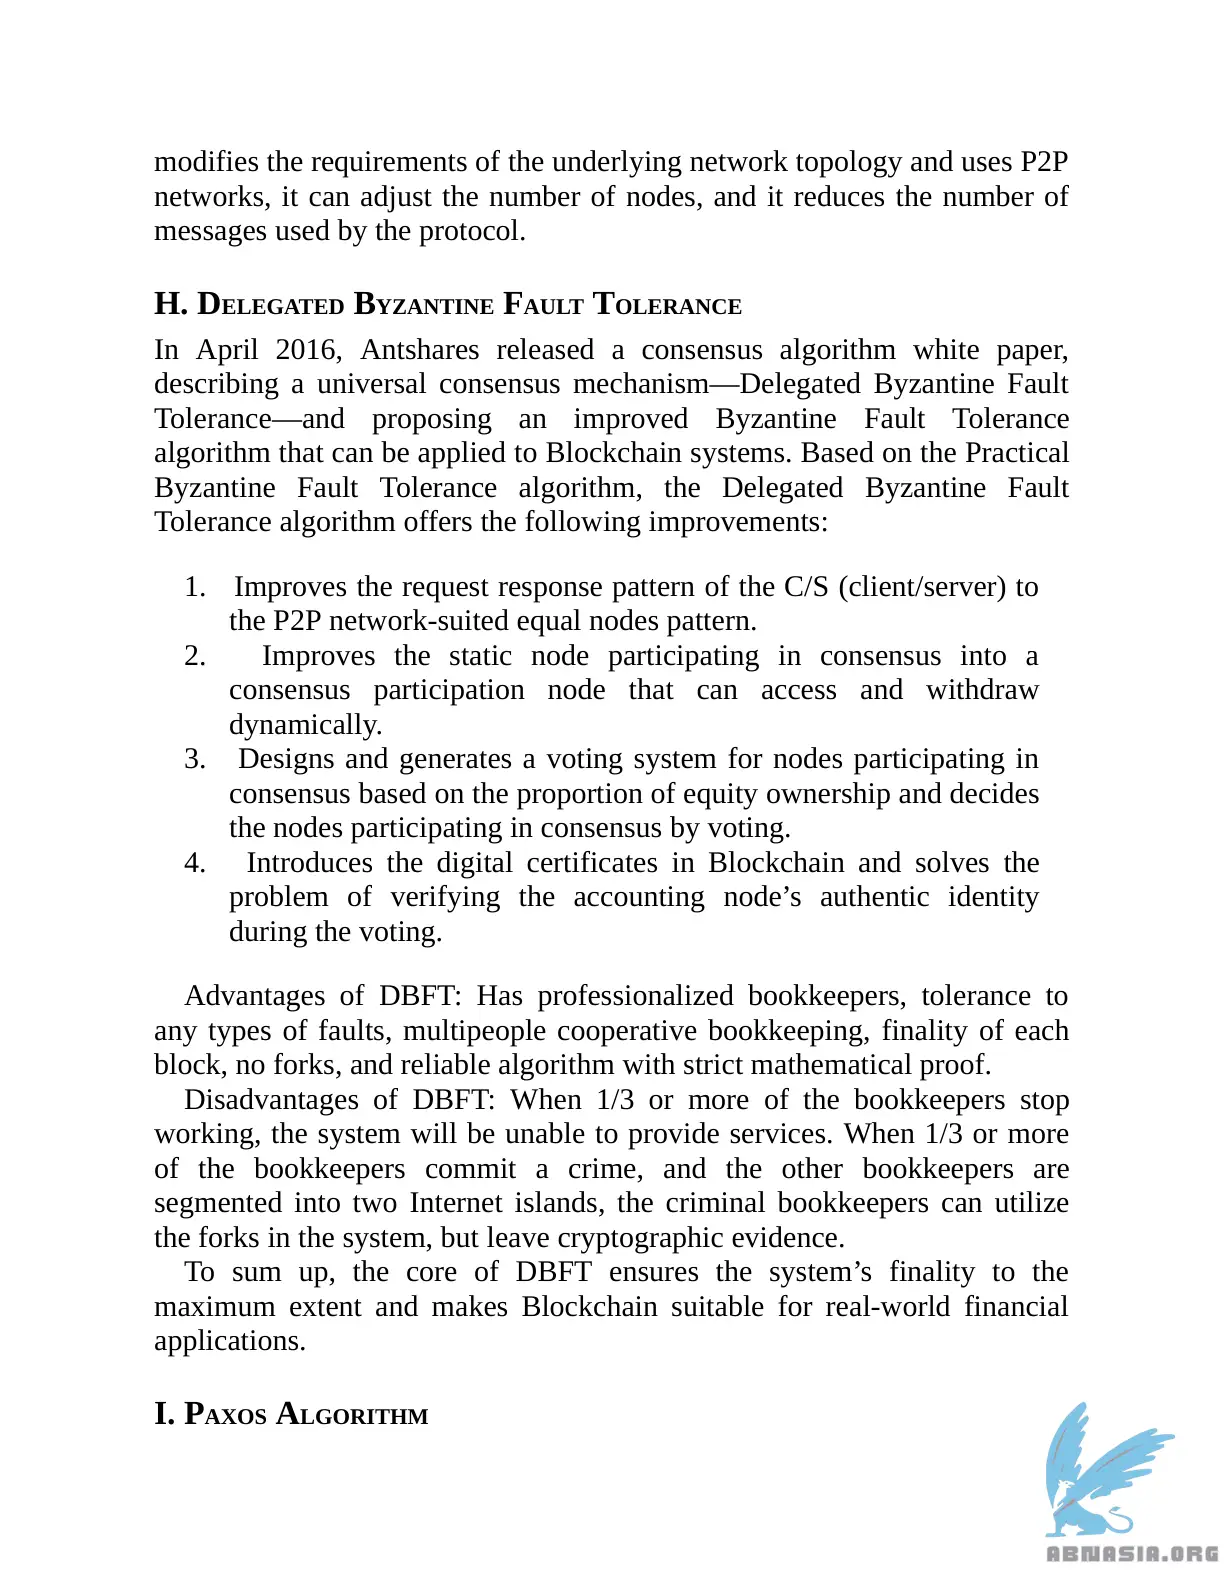 modifies the requirements of the underlying network topology and uses P2P
networks, it can adjust the number of nodes, and it reduces the number of
messages used by the protocol.
H. Delegated Byzantine Fault Tolerance
In April 2016, Antshares released a consensus algorithm white paper,
describing a universal consensus mechanism—Delegated Byzantine Fault
Tolerance—and proposing an improved Byzantine Fault Tolerance
algorithm that can be applied to Blockchain systems. Based on the Practical
Byzantine Fault Tolerance algorithm, the Delegated Byzantine Fault
Tolerance algorithm offers the following improvements:
1. Improves the request response pattern of the C/S (client/server) to
the P2P network-suited equal nodes pattern.
2. Improves the static node participating in consensus into a
consensus participation node that can access and withdraw
dynamically.
3. Designs and generates a voting system for nodes participating in
consensus based on the proportion of equity ownership and decides
the nodes participating in consensus by voting.
4. Introduces the digital certificates in Blockchain and solves the
problem of verifying the accounting node’s authentic identity
during the voting.
Advantages of DBFT: Has professionalized bookkeepers, tolerance to
any types of faults, multipeople cooperative bookkeeping, finality of each
block, no forks, and reliable algorithm with strict mathematical proof.
Disadvantages of DBFT: When 1/3 or more of the bookkeepers stop
working, the system will be unable to provide services. When 1/3 or more
of the bookkeepers commit a crime, and the other bookkeepers are
segmented into two Internet islands, the criminal bookkeepers can utilize
the forks in the system, but leave cryptographic evidence.
To sum up, the core of DBFT ensures the system’s finality to the
maximum extent and makes Blockchain suitable for real-world financial
applications.
I. Paxos Algorithm
ABNASIA.ORG